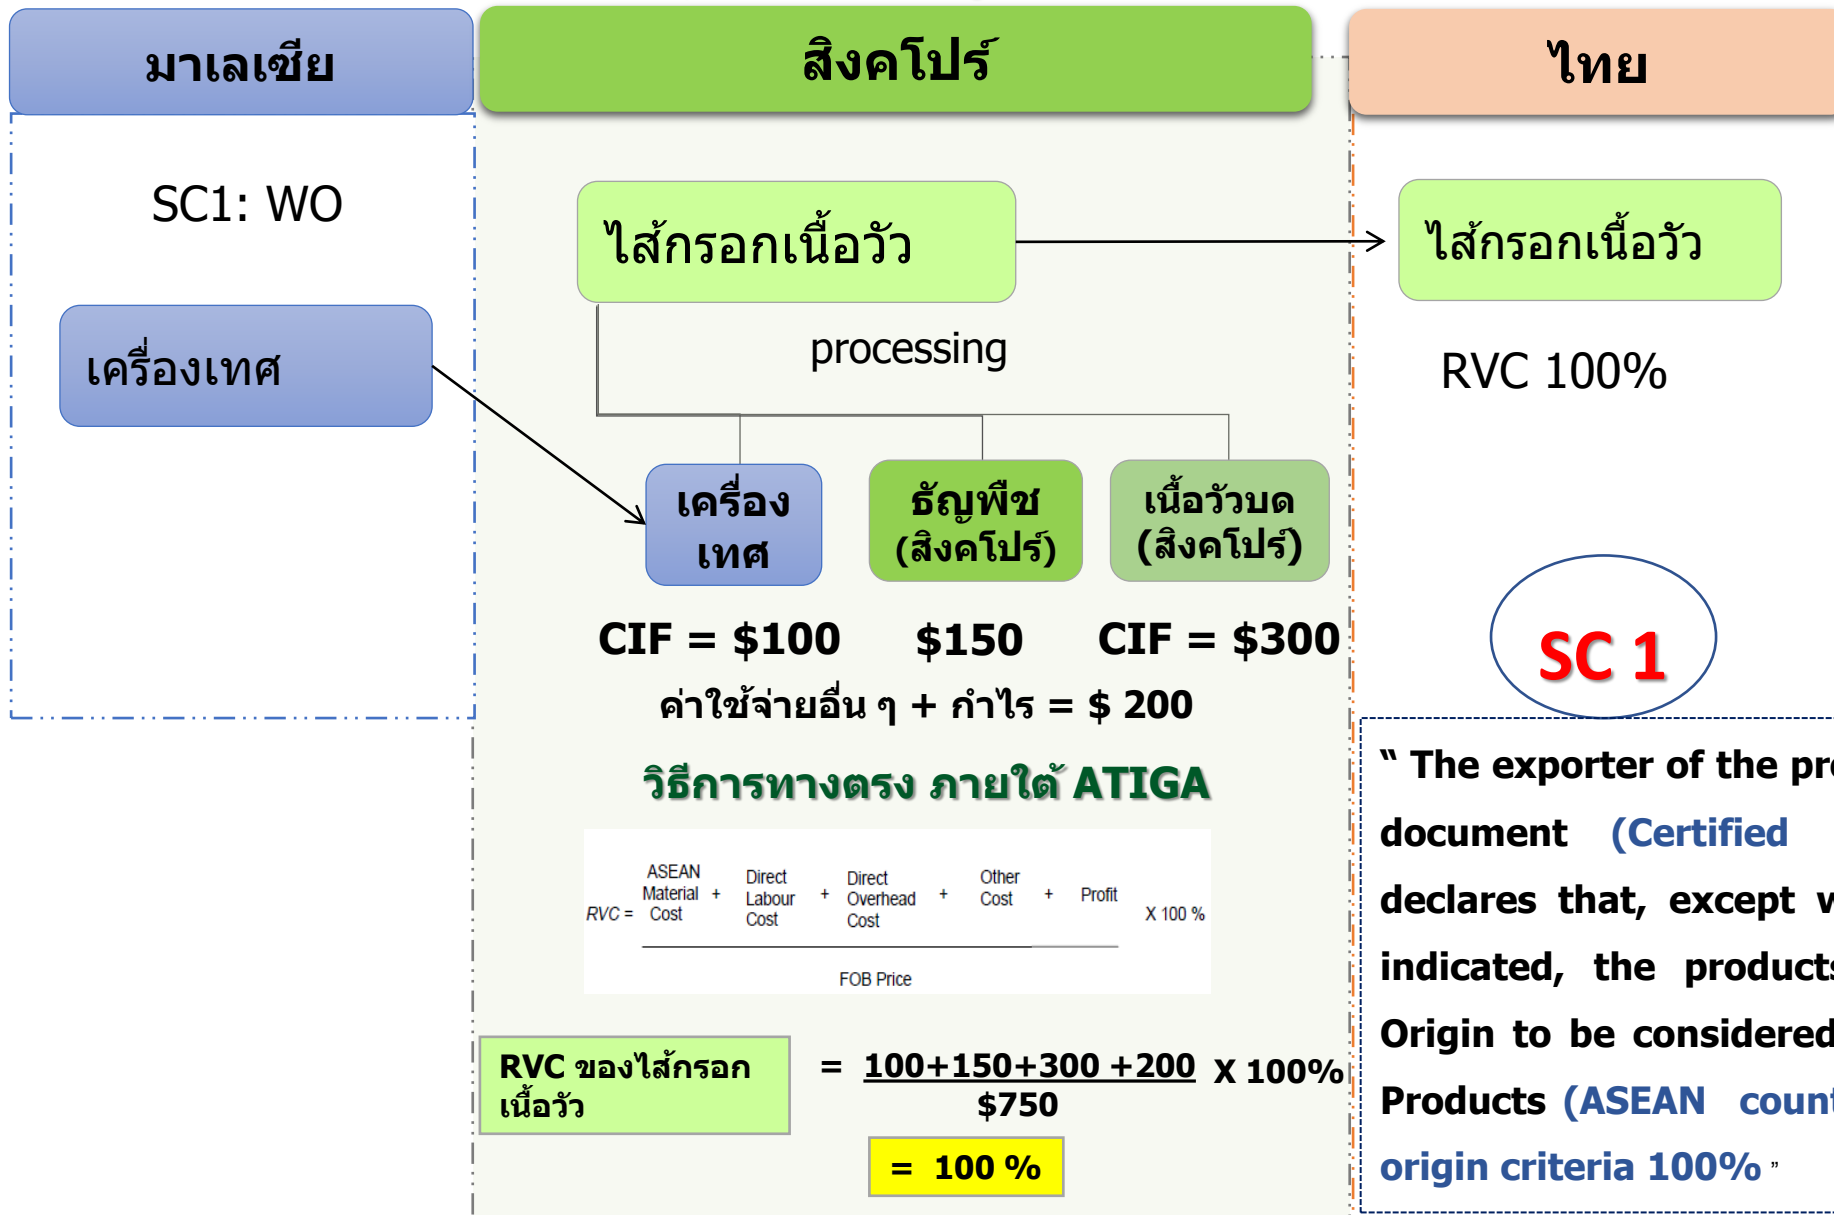 มาเลเซีย
สิงคโปร์
ไทย
SC1: WO
เครื่องเทศ
ไส้กรอกเนื้อวัว
processing
เครื่อง
เทศ
ธัญพืช
(สิงคโปร์)
เนื้อวัวบด
(สิงคโปร์)
CIF = $100
$150
CIF = $300
ค่าใช้จ่ายอื่น ๆ + กำไร = $ 200
วิธีการทางตรง ภายใต้ ATIGA
RVC = ASEAN Material Cost + Direct Labour Cost + Direct Overhead Cost + Other Cost + Profit X 100 %
FOB Price
RVC ของไส้กรอก
เนื้อวัว
= 100+150+300 +200 X 100%
$750
= 100 %
ไส้กรอกเนื้อวัว
RVC 100%
SC 1
“ The exporter of the
document (Certified
declares that, except
indicated, the
Origin to be considered
Products (ASEAN
origin criteria 100% ”